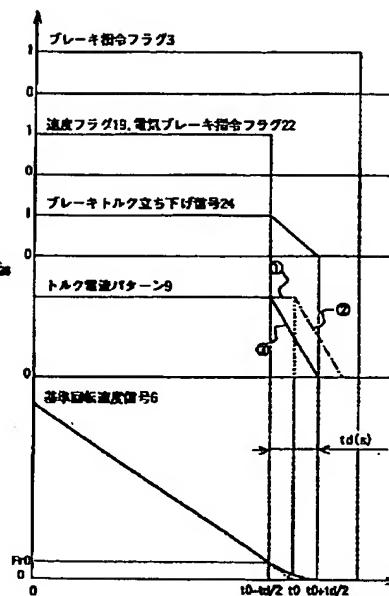 ブレーキ指令フラグ3
1
0
速度フラグ19,電気ブレーキ指令フラグ22
1
0
ブレーキトルク立ち下げ信号24
1
0
トルク電流パターン9
①
②
②
0
基準回転速度信号6
td(s)
Fr0
0
0
t0-td/2
t0
t0+td/2